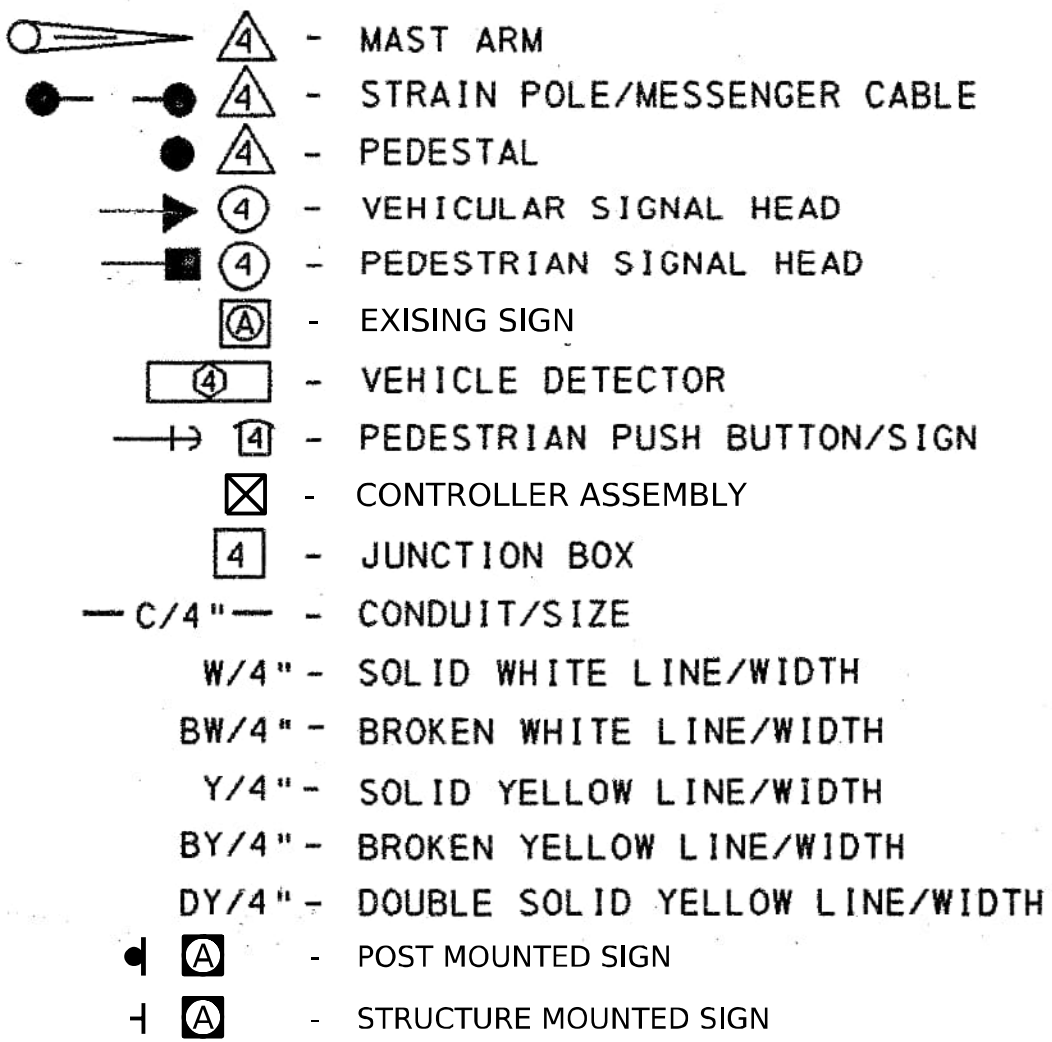 4 - MAST ARM
4 - STRAIN POLE/MESSENGER CABLE
4 - PEDESTAL
4 - VEHICULAR SIGNAL HEAD
4 - PEDESTRIAN SIGNAL HEAD
A - EXISING SIGN
4 - VEHICLE DETECTOR
4 - PEDESTRIAN PUSH BUTTON/SIGN
- CONTROLLER ASSEMBLY
4 - JUNCTION BOX
— C/4" — - CONDUIT/SIZE
W/4" - SOLID WHITE LINE/WIDTH
BW/4" - BROKEN WHITE LINE/WIDTH
Y/4" - SOLID YELLOW LINE/WIDTH
BY/4" - BROKEN YELLOW LINE/WIDTH
DY/4" - DOUBLE SOLID YELLOW LINE/WIDTH
A - POST MOUNTED SIGN
A - STRUCTURE MOUNTED SIGN